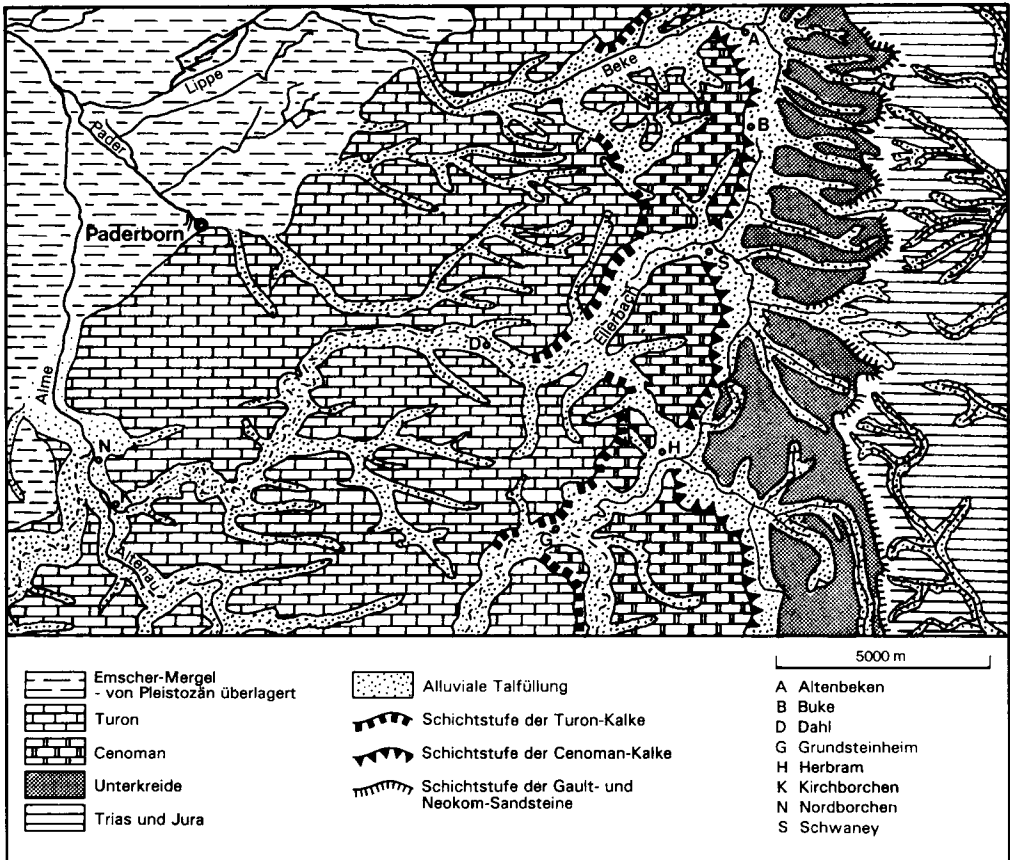 Beke
A
Lippe
Pader
B
Paderborn
S
Ellerbach
D
Alme
N
H
K
G
Altenau
Emscher-Mergel
- von Pleistozän überlagert
Turon
Cenoman
Unterkreide
Trias und Jura
Alluviale Talfüllung
Schichtstufe der Turon-Kalke
Schichtstufe der Cenoman-Kalke
Schichtstufe der Gault- und
Neokom-Sandsteine
5000 m
A Altenbeken
B Buke
D Dahl
G Grundsteinheim
H Herbram
K Kirchborchen
N Nordborchen
S Schwaney